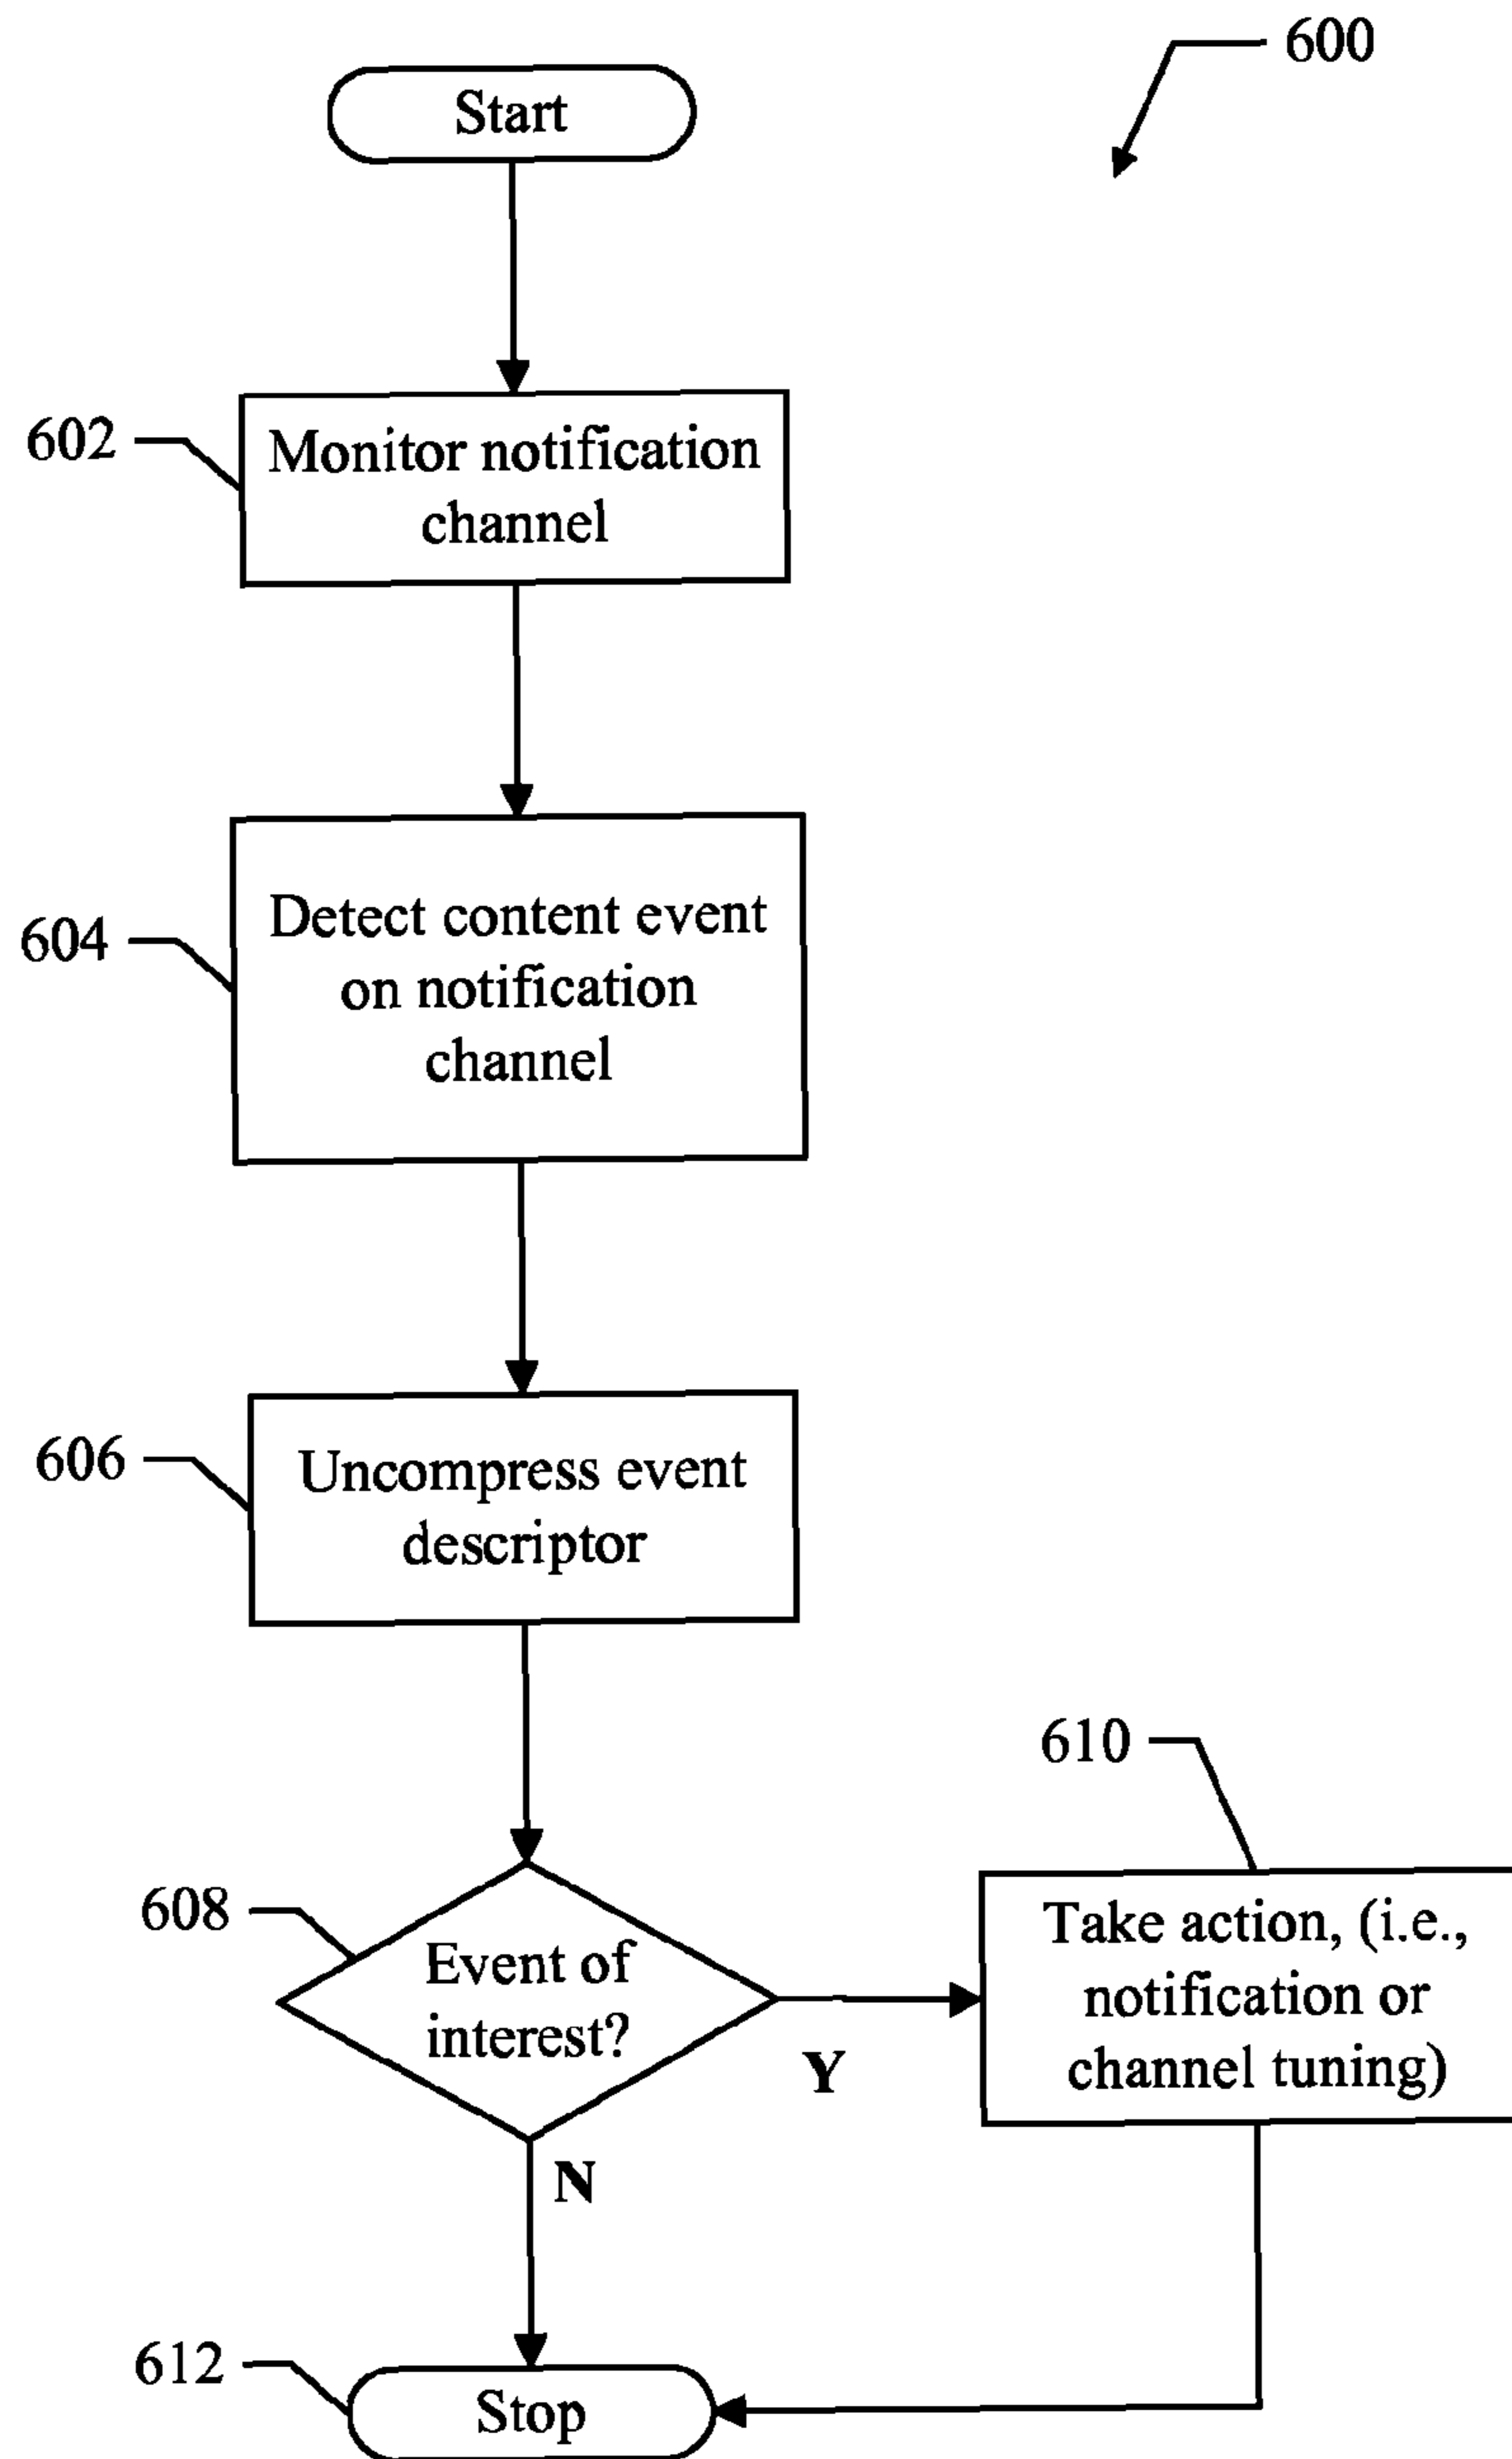 600
Start
602
Monitor notification
channel
604
Detect content event
on notification
channel
606
Uncompress event
descriptor
608
Event of
interest?
Y
N
610
Take action, (i.e.,
notification or
channel tuning)
612
Stop